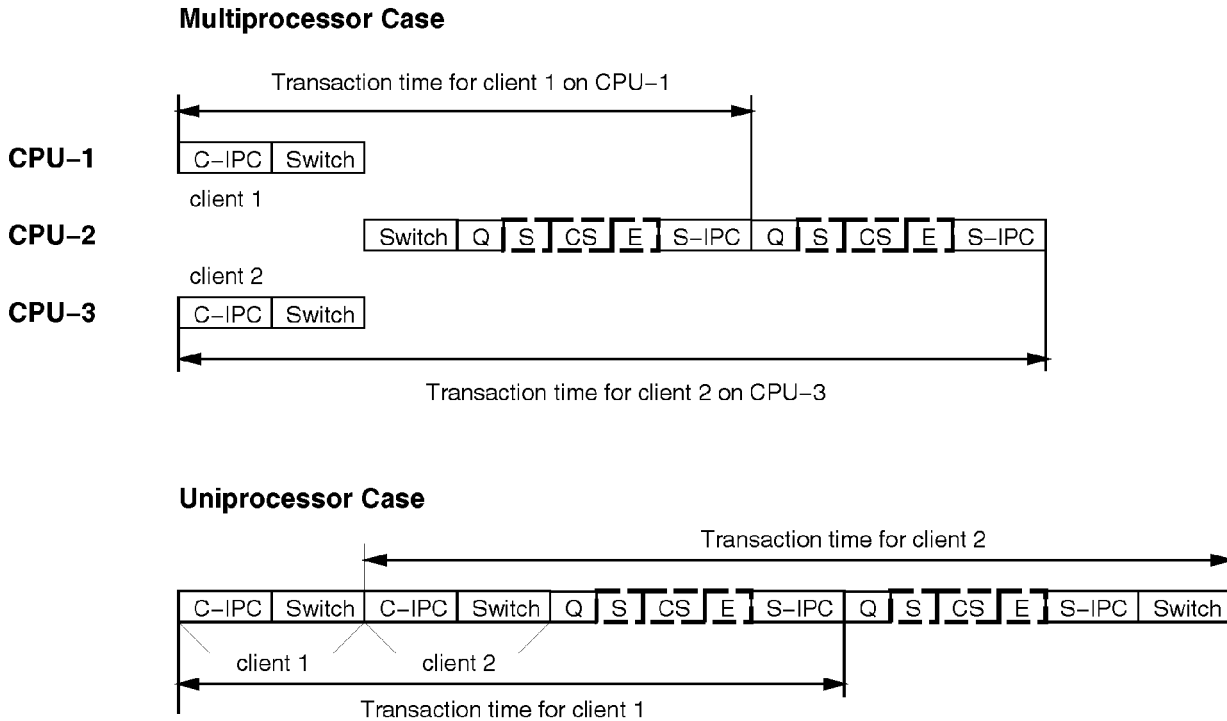 Multiprocessor Case
Transaction time for client 1 on CPU–1
CPU–1 C–IPC Switch
client 1
CPU–2 Switch Q S CS E S–IPC Q S CS E S–IPC
client 2
CPU–3 C–IPC Switch
Transaction time for client 2 on CPU–3
Uniprocessor Case
Transaction time for client 2
C–IPC Switch C–IPC Switch Q S CS E S–IPC Q S CS E S–IPC Switch
client 1 client 2
Transaction time for client 1